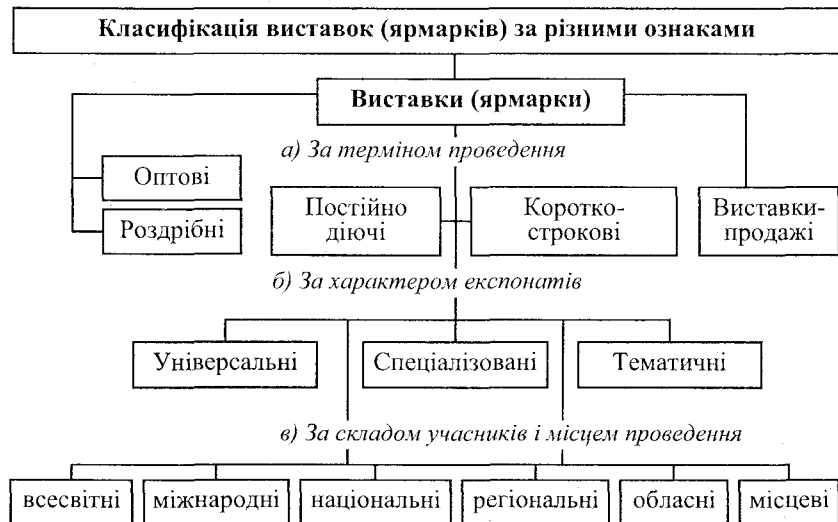 Класифікація виставок (ярмарків) за різними ознаками
Виставки (ярмарки)
а) За терміном проведення
Оптові
Роздрібні
Постійно
діючі
Коротко-
строкові
Виставки-
продажі
б) За характером експонатів
Універсальні
Спеціалізовані
Тематичні
в) За складом учасників і місцем проведення
всесвітні
міжнародні
національні
регіональні
обласні
місцеві